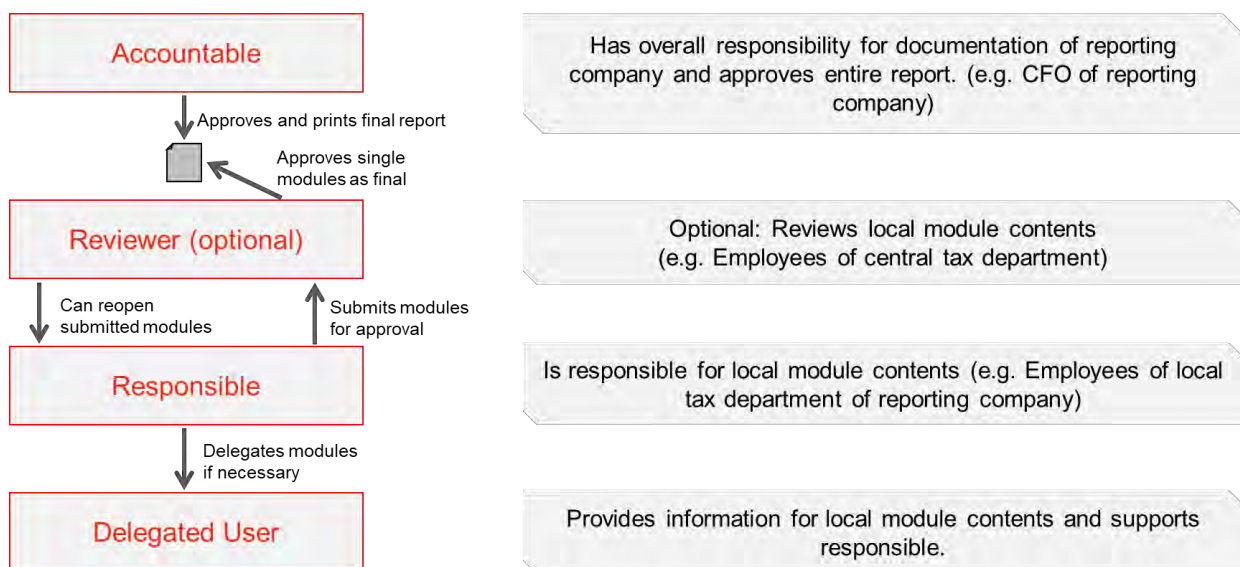 Accountable
Has overall responsibility for documentation of reporting
company and approves entire report. (e.g. CFO of reporting
company)
Approves and prints final report
Approves single
modules as final
Reviewer (optional)
Optional: Reviews local module contents
(e.g. Employees of central tax department)
Can reopen
submitted modules
Submits modules
for approval
Responsible
Is responsible for local module contents (e.g. Employees of local
tax department of reporting company)
Delegates modules
if necessary
Delegated User
Provides information for local module contents and supports
responsible.